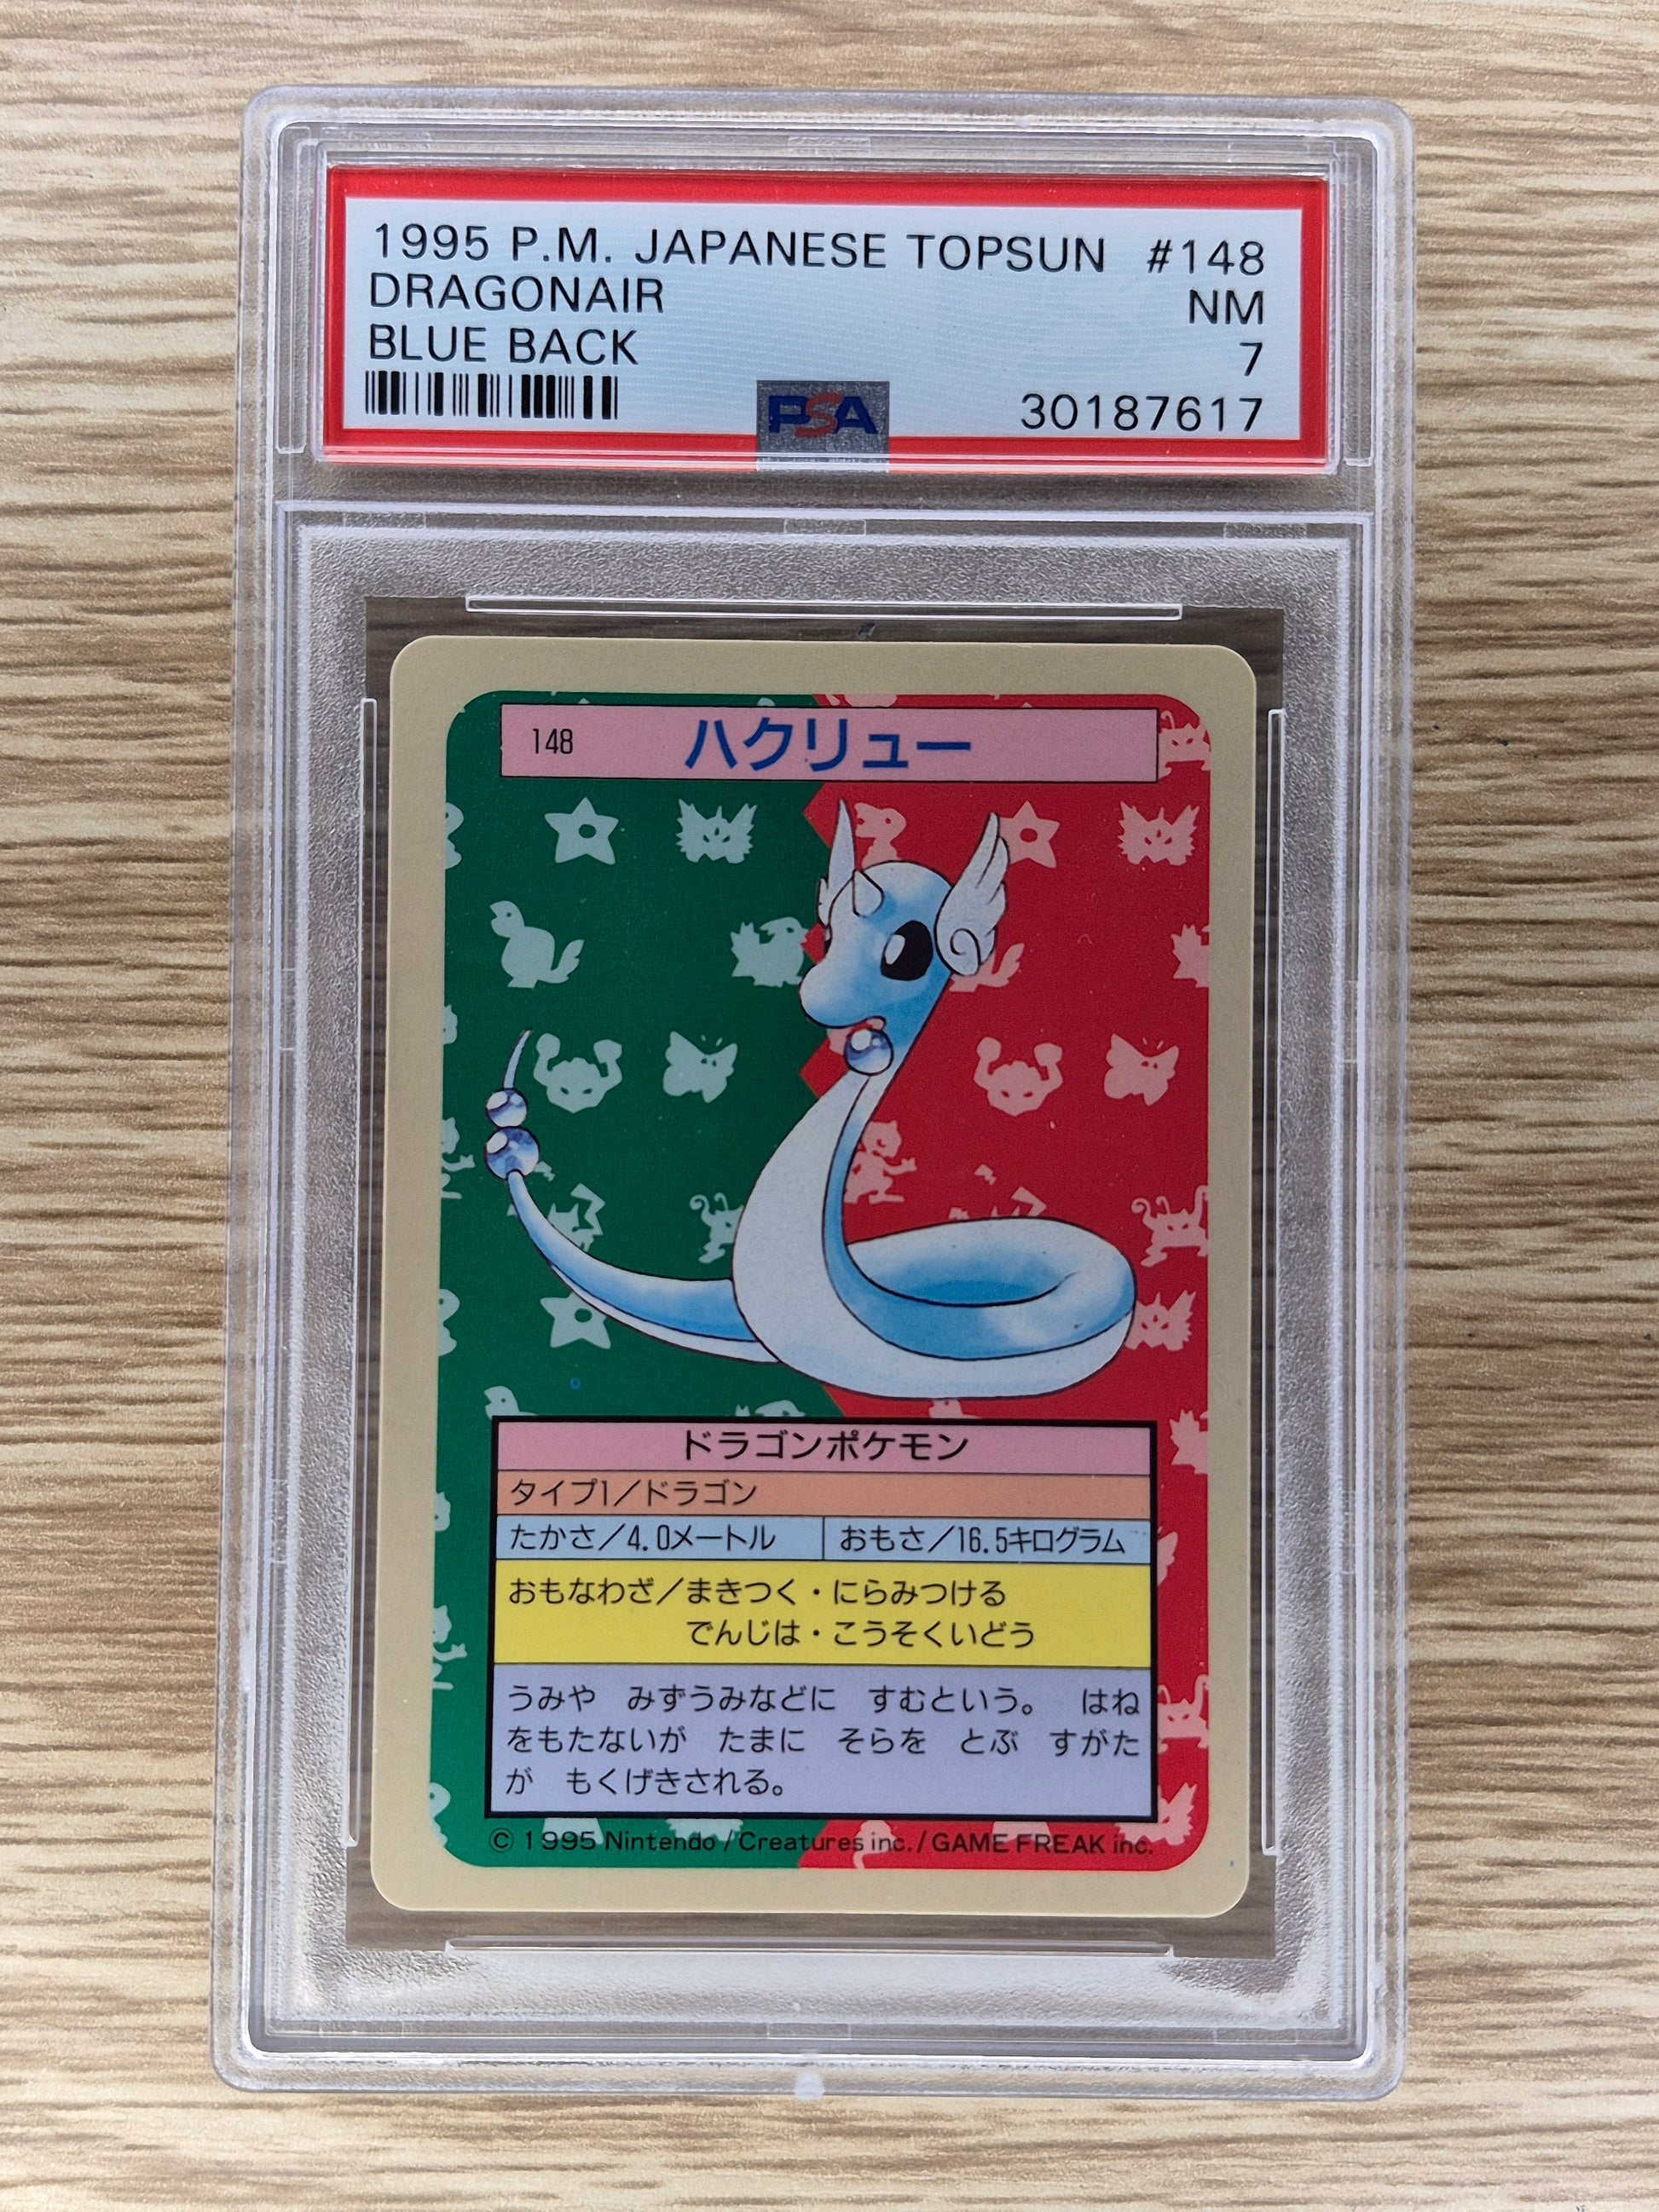 1995 P.M. JAPANESE TOPSUN #148
DRAGONAIR NM
BLUE BACK 7
PSA 30187617
148 ハクリュー
ドラゴンポケモン
タイプ1／ドラゴン
たかさ／4.0メートル おもさ／16.5キログラム
おもなわざ／まきつく・にらみつける
でんじは・こうそくいどう
うみや　みずうみなどに　すむという。　はね
をもたないが　たまに　そらを　とぶ　すがた
が　もくげきされる。
© 1995 Nintendo / Creatures inc. / GAME FREAK inc.